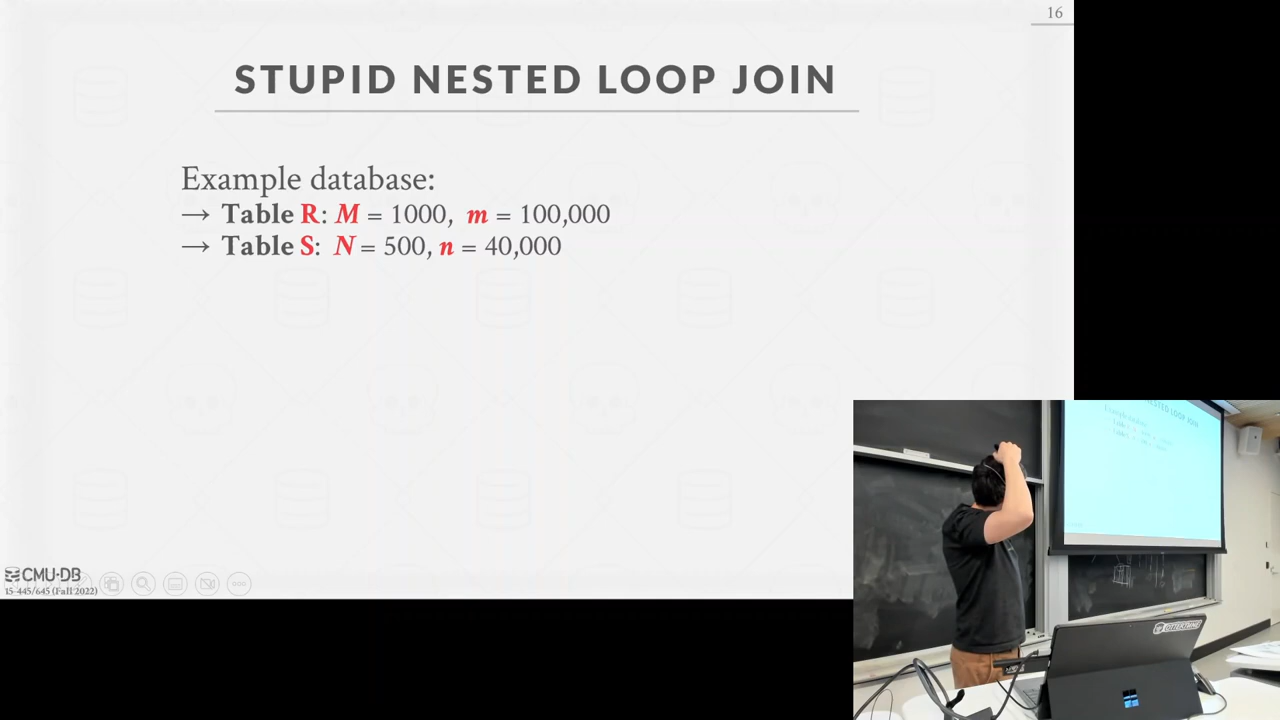 16
STUPID NESTED LOOP JOIN
Example database:
→ Table R: M = 1000, m = 100,000
→ Table S: N = 500, n = 40,000
CMU·DB
15-445/645 (Fall 2022)